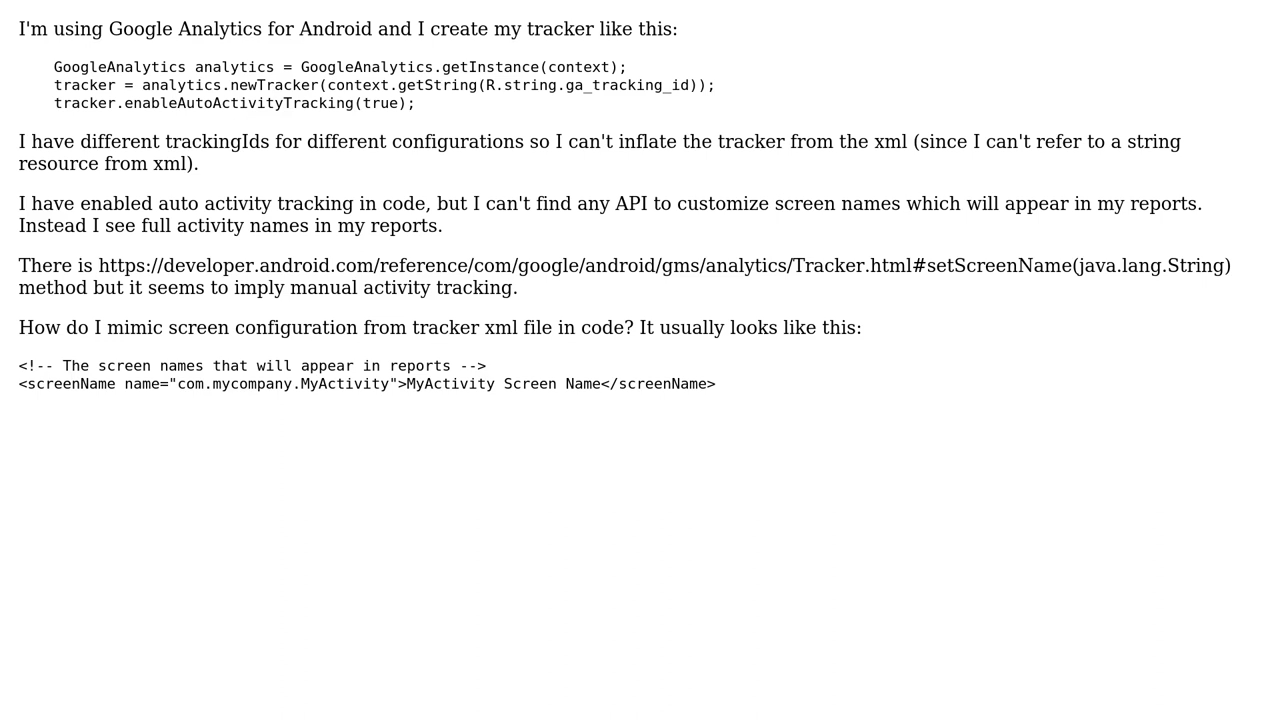 I'm using Google Analytics for Android and I create my tracker like this:
GoogleAnalytics analytics = GoogleAnalytics.getInstance(context);
tracker = analytics.newTracker(context.getString(R.string.ga_tracking_id));
tracker.enableAutoActivityTracking(true);
I have different trackingIds for different configurations so I can't inflate the tracker from the xml (since I can't refer to a string
resource from xml).
I have enabled auto activity tracking in code, but I can't find any API to customize screen names which will appear in my reports.
Instead I see full activity names in my reports.
There is https://developer.android.com/reference/com/google/android/gms/analytics/Tracker.html#setScreenName(java.lang.String)
method but it seems to imply manual activity tracking.
How do I mimic screen configuration from tracker xml file in code? It usually looks like this:
<!-- The screen names that will appear in reports -->
<screenName name="com.mycompany.MyActivity">MyActivity Screen Name</screenName>